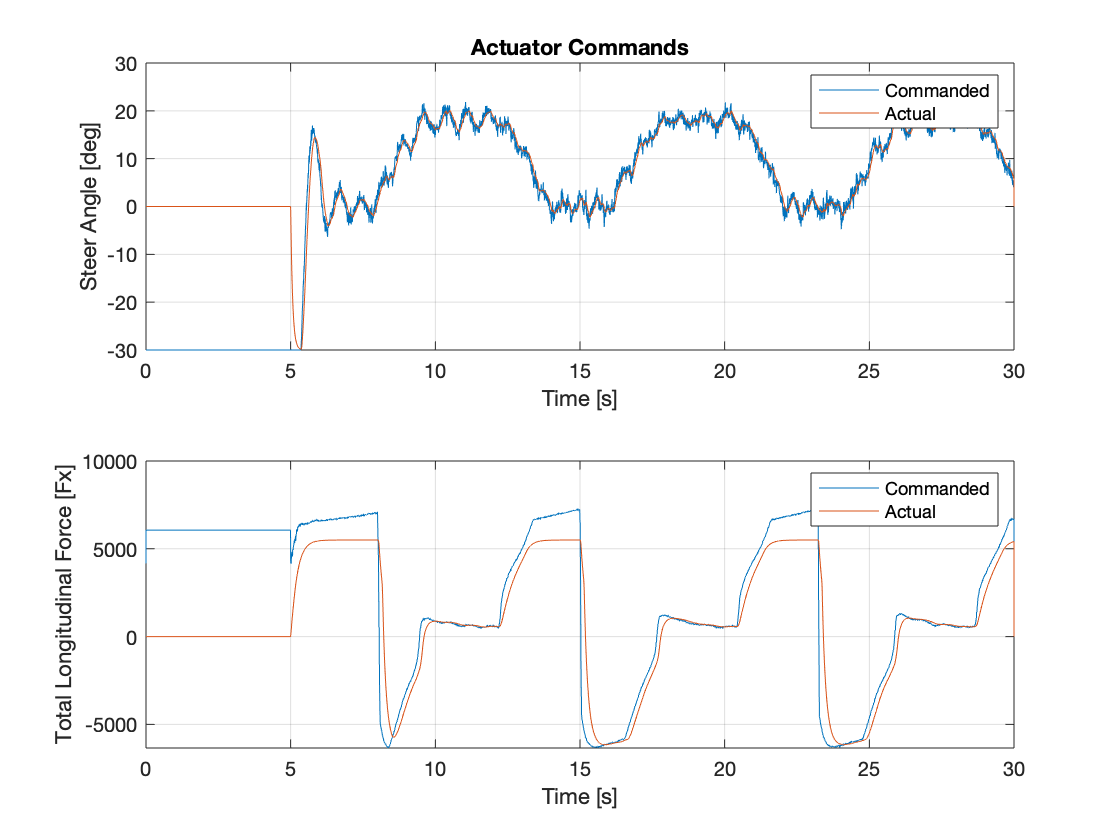 Actuator Commands
30
20
10
0
-10
-20
-30
Steer Angle [deg]
Commanded
Actual
0 5 10 15 20 25 30
Time [s]
10000
5000
0
-5000
Total Longitudinal Force [Fx]
Commanded
Actual
0 5 10 15 20 25 30
Time [s]